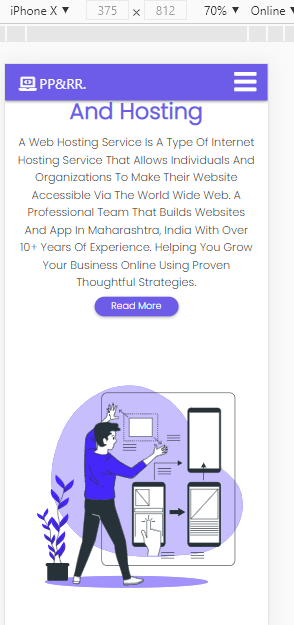 iPhone X ▼ 375 × 812 70% ▼ Online ▼
PP&RR.
And Hosting
A Web Hosting Service Is A Type Of Internet
Hosting Service That Allows Individuals And
Organizations To Make Their Website
Accessible Via The World Wide Web. A
Professional Team That Builds Websites
And App In Maharashtra, India With Over
10+ Years Of Experience. Helping You Grow
Your Business Online Using Proven
Thoughtful Strategies.
Read More